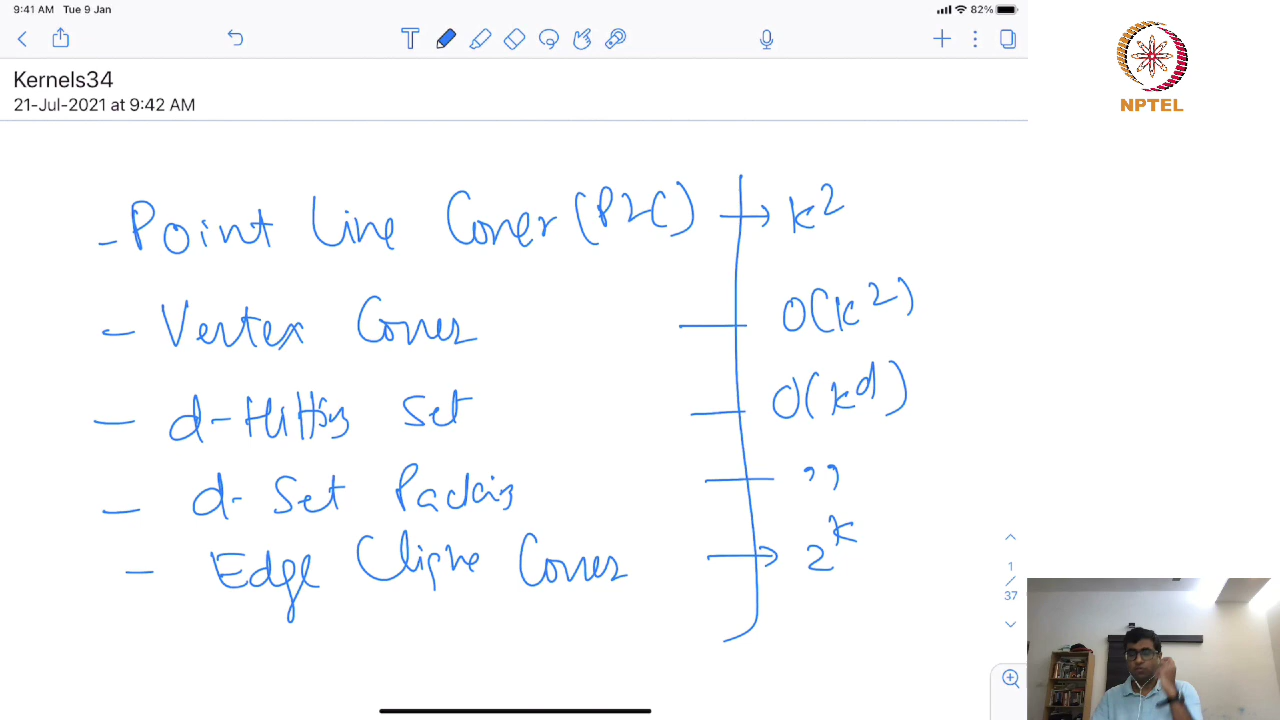 9:41 AM Tue 9 Jan
82%
NPTEL
Kernels34
21-Jul-2021 at 9:42 AM
- Point Line Cover (PLC) → k²
- Vertex Cover — O(k²)
- d-Hitting Set — O(k^d)
- d-Set Packing — ,,
- Edge Clique Cover → 2^k
1
/
37